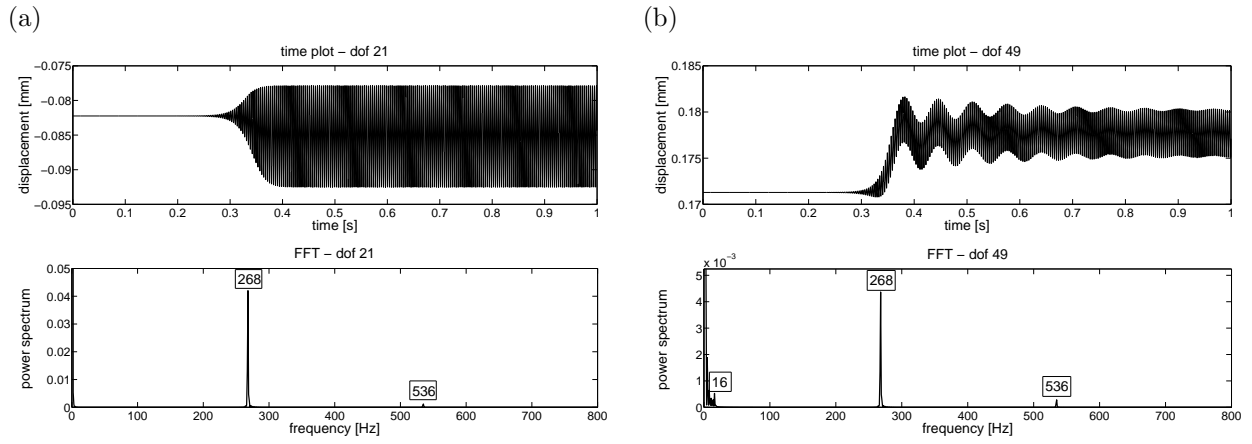 (a)
time plot – dof 21
displacement [mm]
−0.075
−0.08
−0.085
−0.09
−0.095
0 0.1 0.2 0.3 0.4 0.5 0.6 0.7 0.8 0.9 1
time [s]
FFT – dof 21
power spectrum
0.05
0.04
0.03
0.02
0.01
0
268
536
0 100 200 300 400 500 600 700 800
frequency [Hz]
(b)
time plot – dof 49
displacement [mm]
0.185
0.18
0.175
0.17
0 0.1 0.2 0.3 0.4 0.5 0.6 0.7 0.8 0.9 1
time [s]
FFT – dof 49
x 10⁻³
power spectrum
5
4
3
2
1
0
16
268
536
0 100 200 300 400 500 600 700 800
frequency [Hz]